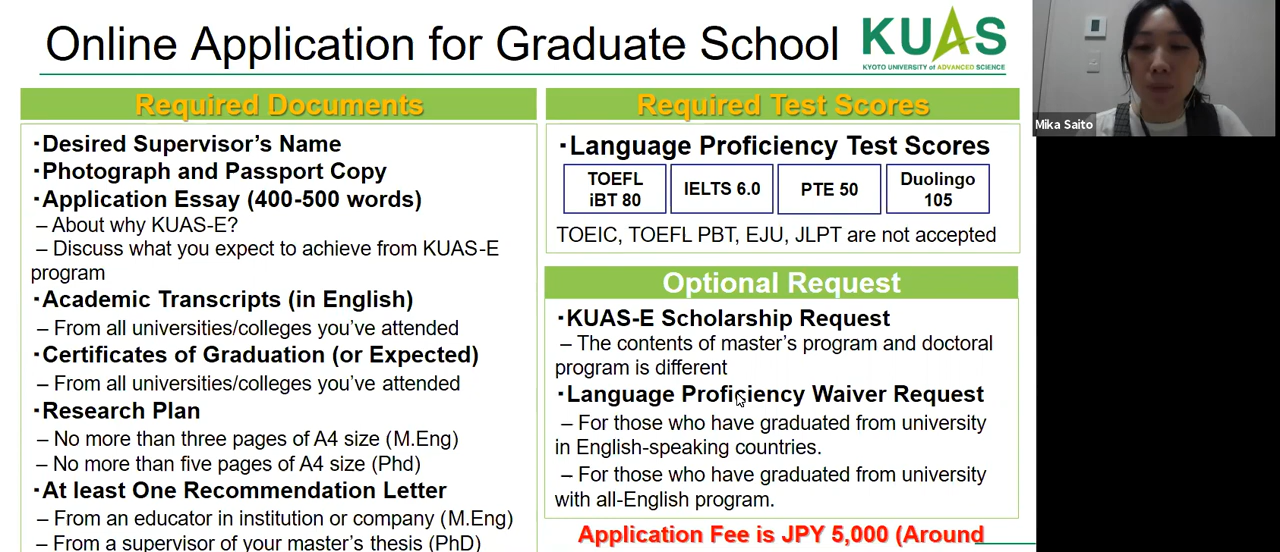 Online Application for Graduate School
KUAS
KYOTO UNIVERSITY of ADVANCED SCIENCE
Required Documents
・Desired Supervisor's Name
・Photograph and Passport Copy
・Application Essay (400-500 words)
– About why KUAS-E?
– Discuss what you expect to achieve from KUAS-E
program
・Academic Transcripts (in English)
– From all universities/colleges you've attended
・Certificates of Graduation (or Expected)
– From all universities/colleges you've attended
・Research Plan
– No more than three pages of A4 size (M.Eng)
– No more than five pages of A4 size (Phd)
・At least One Recommendation Letter
– From an educator in institution or company (M.Eng)
– From a supervisor of your master's thesis (PhD)
Required Test Scores
・Language Proficiency Test Scores
TOEFL
iBT 80
IELTS 6.0
PTE 50
Duolingo
105
TOEIC, TOEFL PBT, EJU, JLPT are not accepted
Optional Request
・KUAS-E Scholarship Request
– The contents of master's program and doctoral
program is different
・Language Proficiency Waiver Request
– For those who have graduated from university
in English-speaking countries.
– For those who have graduated from university
with all-English program.
Application Fee is JPY 5,000 (Around
Mika Saito